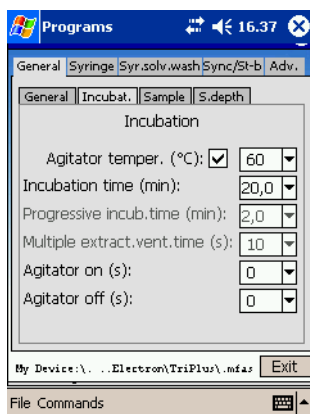 Programs 16.37
General Syringe Syr.solv.wash Sync/St-b Adv.
General Incubat. Sample S.depth
Incubation
Agitator temper. (°C): 60
Incubation time (min): 20,0
Progressive incub.time (min): 2,0
Multiple extract.vent.time (s): 10
Agitator on (s): 0
Agitator off (s): 0
My Device:\. ..Electron\TriPlus\.mfas Exit
File Commands